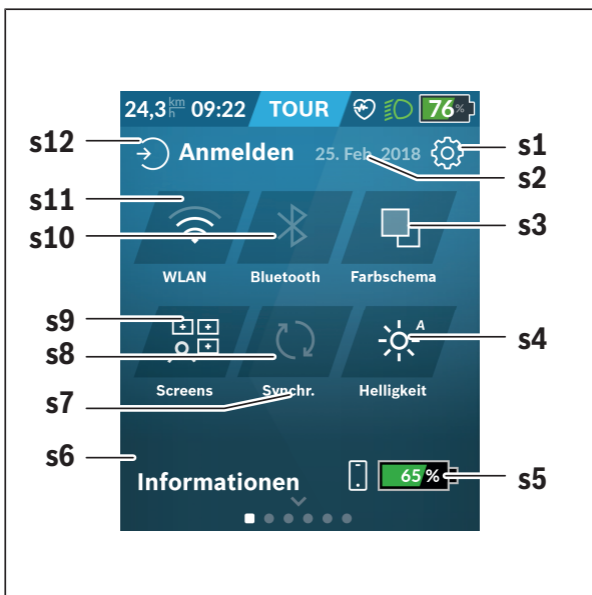 24,3 km/h 09:22 TOUR 76%
s12 Anmelden 25. Feb. 2018 s1
s2
s11
s10 s3
WLAN Bluetooth Farbschema
s9 A s4
s8
Screens Synchr. Helligkeit
s7
s6
Informationen 65% s5